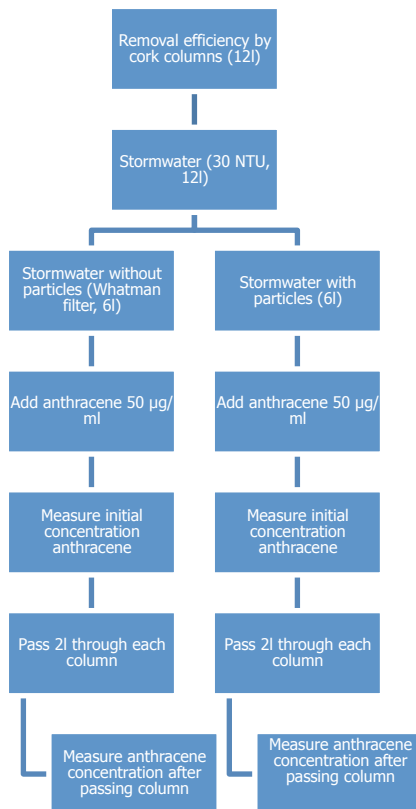 Removal efficiency by
cork columns (12l)
Stormwater (30 NTU,
12l)
Stormwater without
particles (Whatman
filter, 6l)
Add anthracene 50 µg/
ml
Measure initial
concentration
anthracene
Pass 2l through each
column
Measure anthracene
concentration after
passing column
Stormwater with
particles (6l)
Add anthracene 50 µg/
ml
Measure initial
concentration
anthracene
Pass 2l through each
column
Measure anthracene
concentration after
passing column